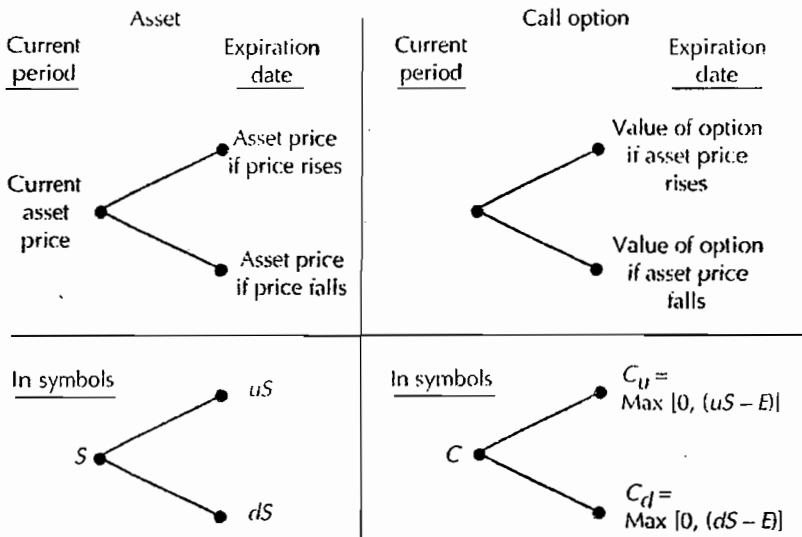 Asset
Current
period
Expiration
date
Asset price
if price rises
Current
asset
price
Asset price
if price falls
Call option
Current
period
Expiration
date
Value of option
if asset price
rises
Value of option
if asset price
falls
In symbols
uS
S
dS
In symbols
C_u =
Max [0, (uS – E)]
C
C_d =
Max [0, (dS – E)]